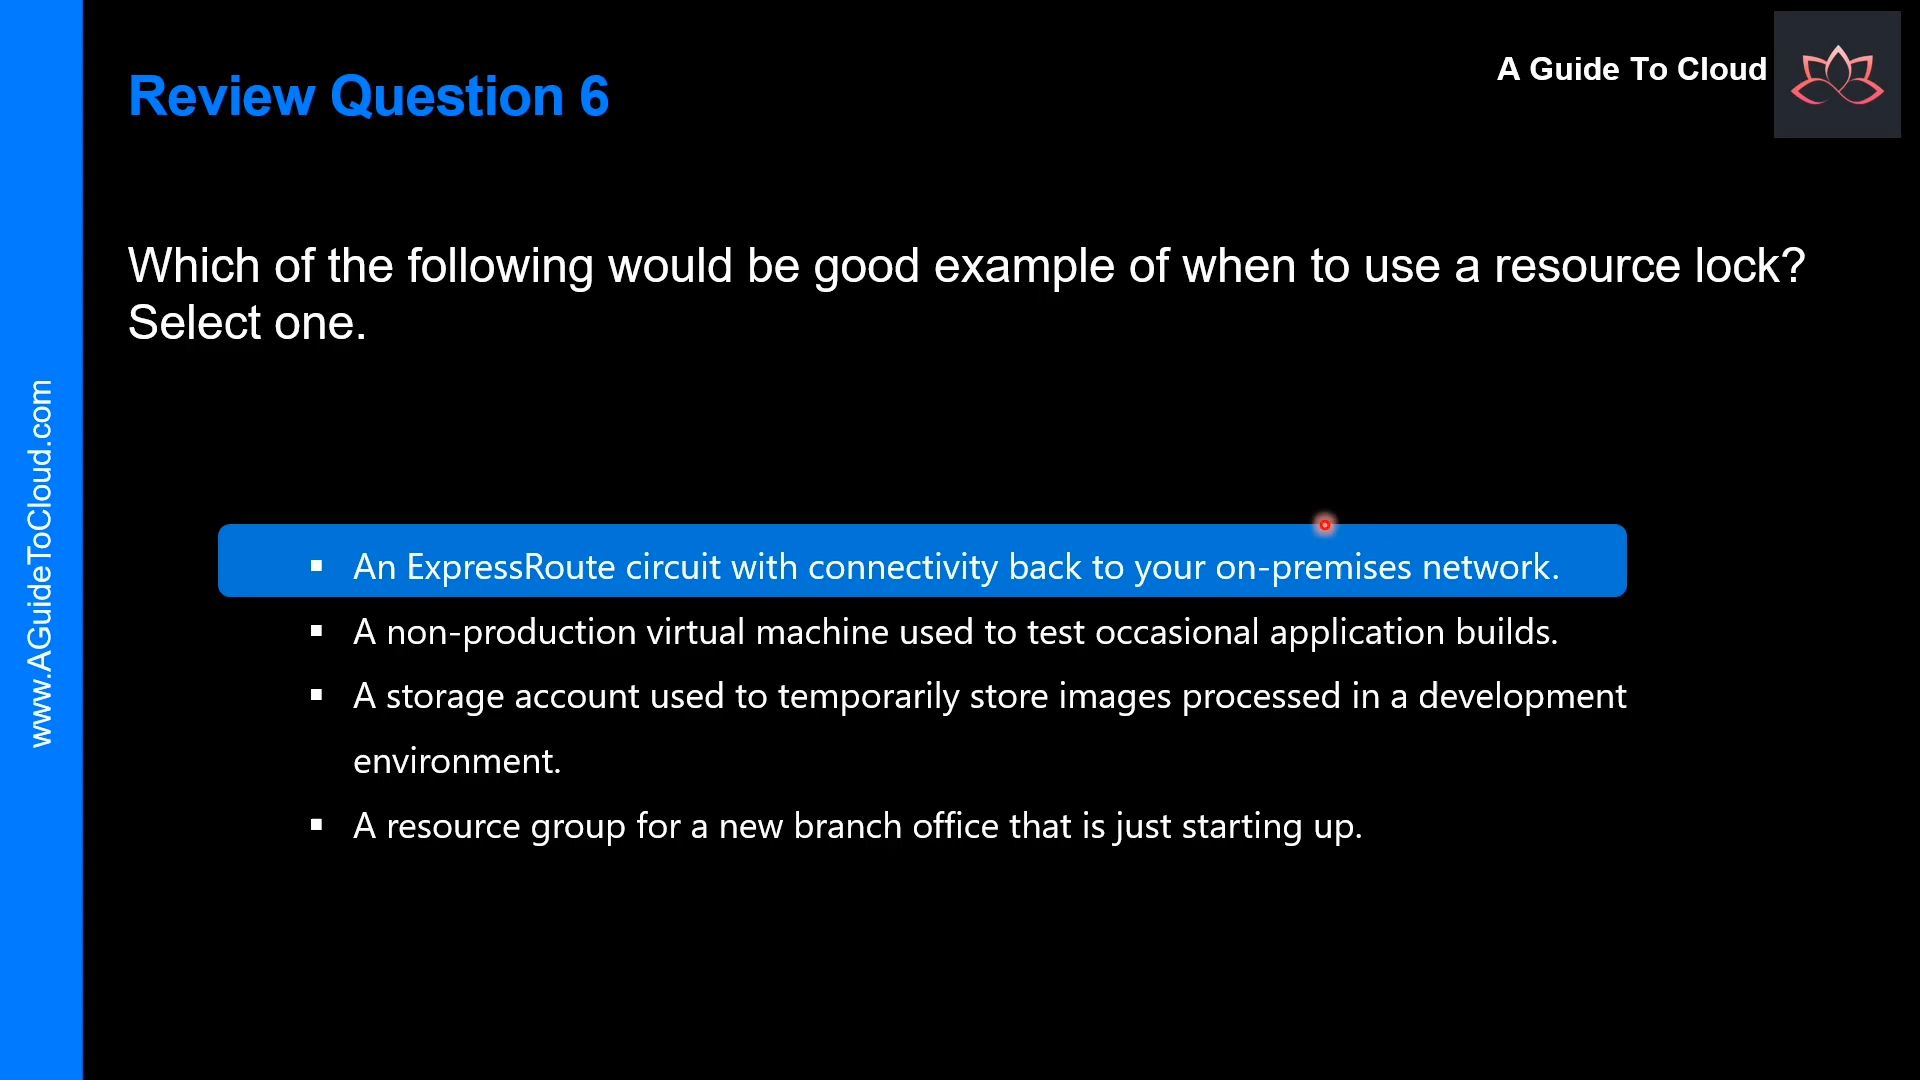 A Guide To Cloud
Review Question 6
Which of the following would be good example of when to use a resource lock?
Select one.
▪ An ExpressRoute circuit with connectivity back to your on-premises network.
▪ A non-production virtual machine used to test occasional application builds.
▪ A storage account used to temporarily store images processed in a development
environment.
▪ A resource group for a new branch office that is just starting up.
www.AGuideToCloud.com